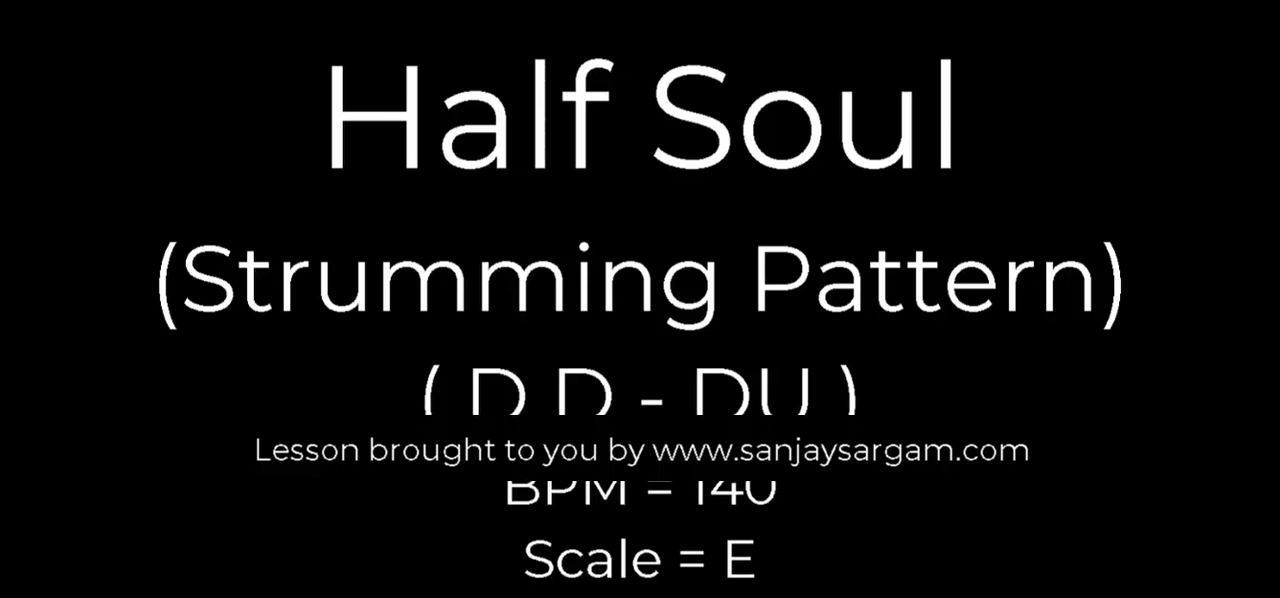 Half Soul
(Strumming Pattern)
( D D - DU )
Lesson brought to you by www.sanjaysargam.com
BPM = 140
Scale = E